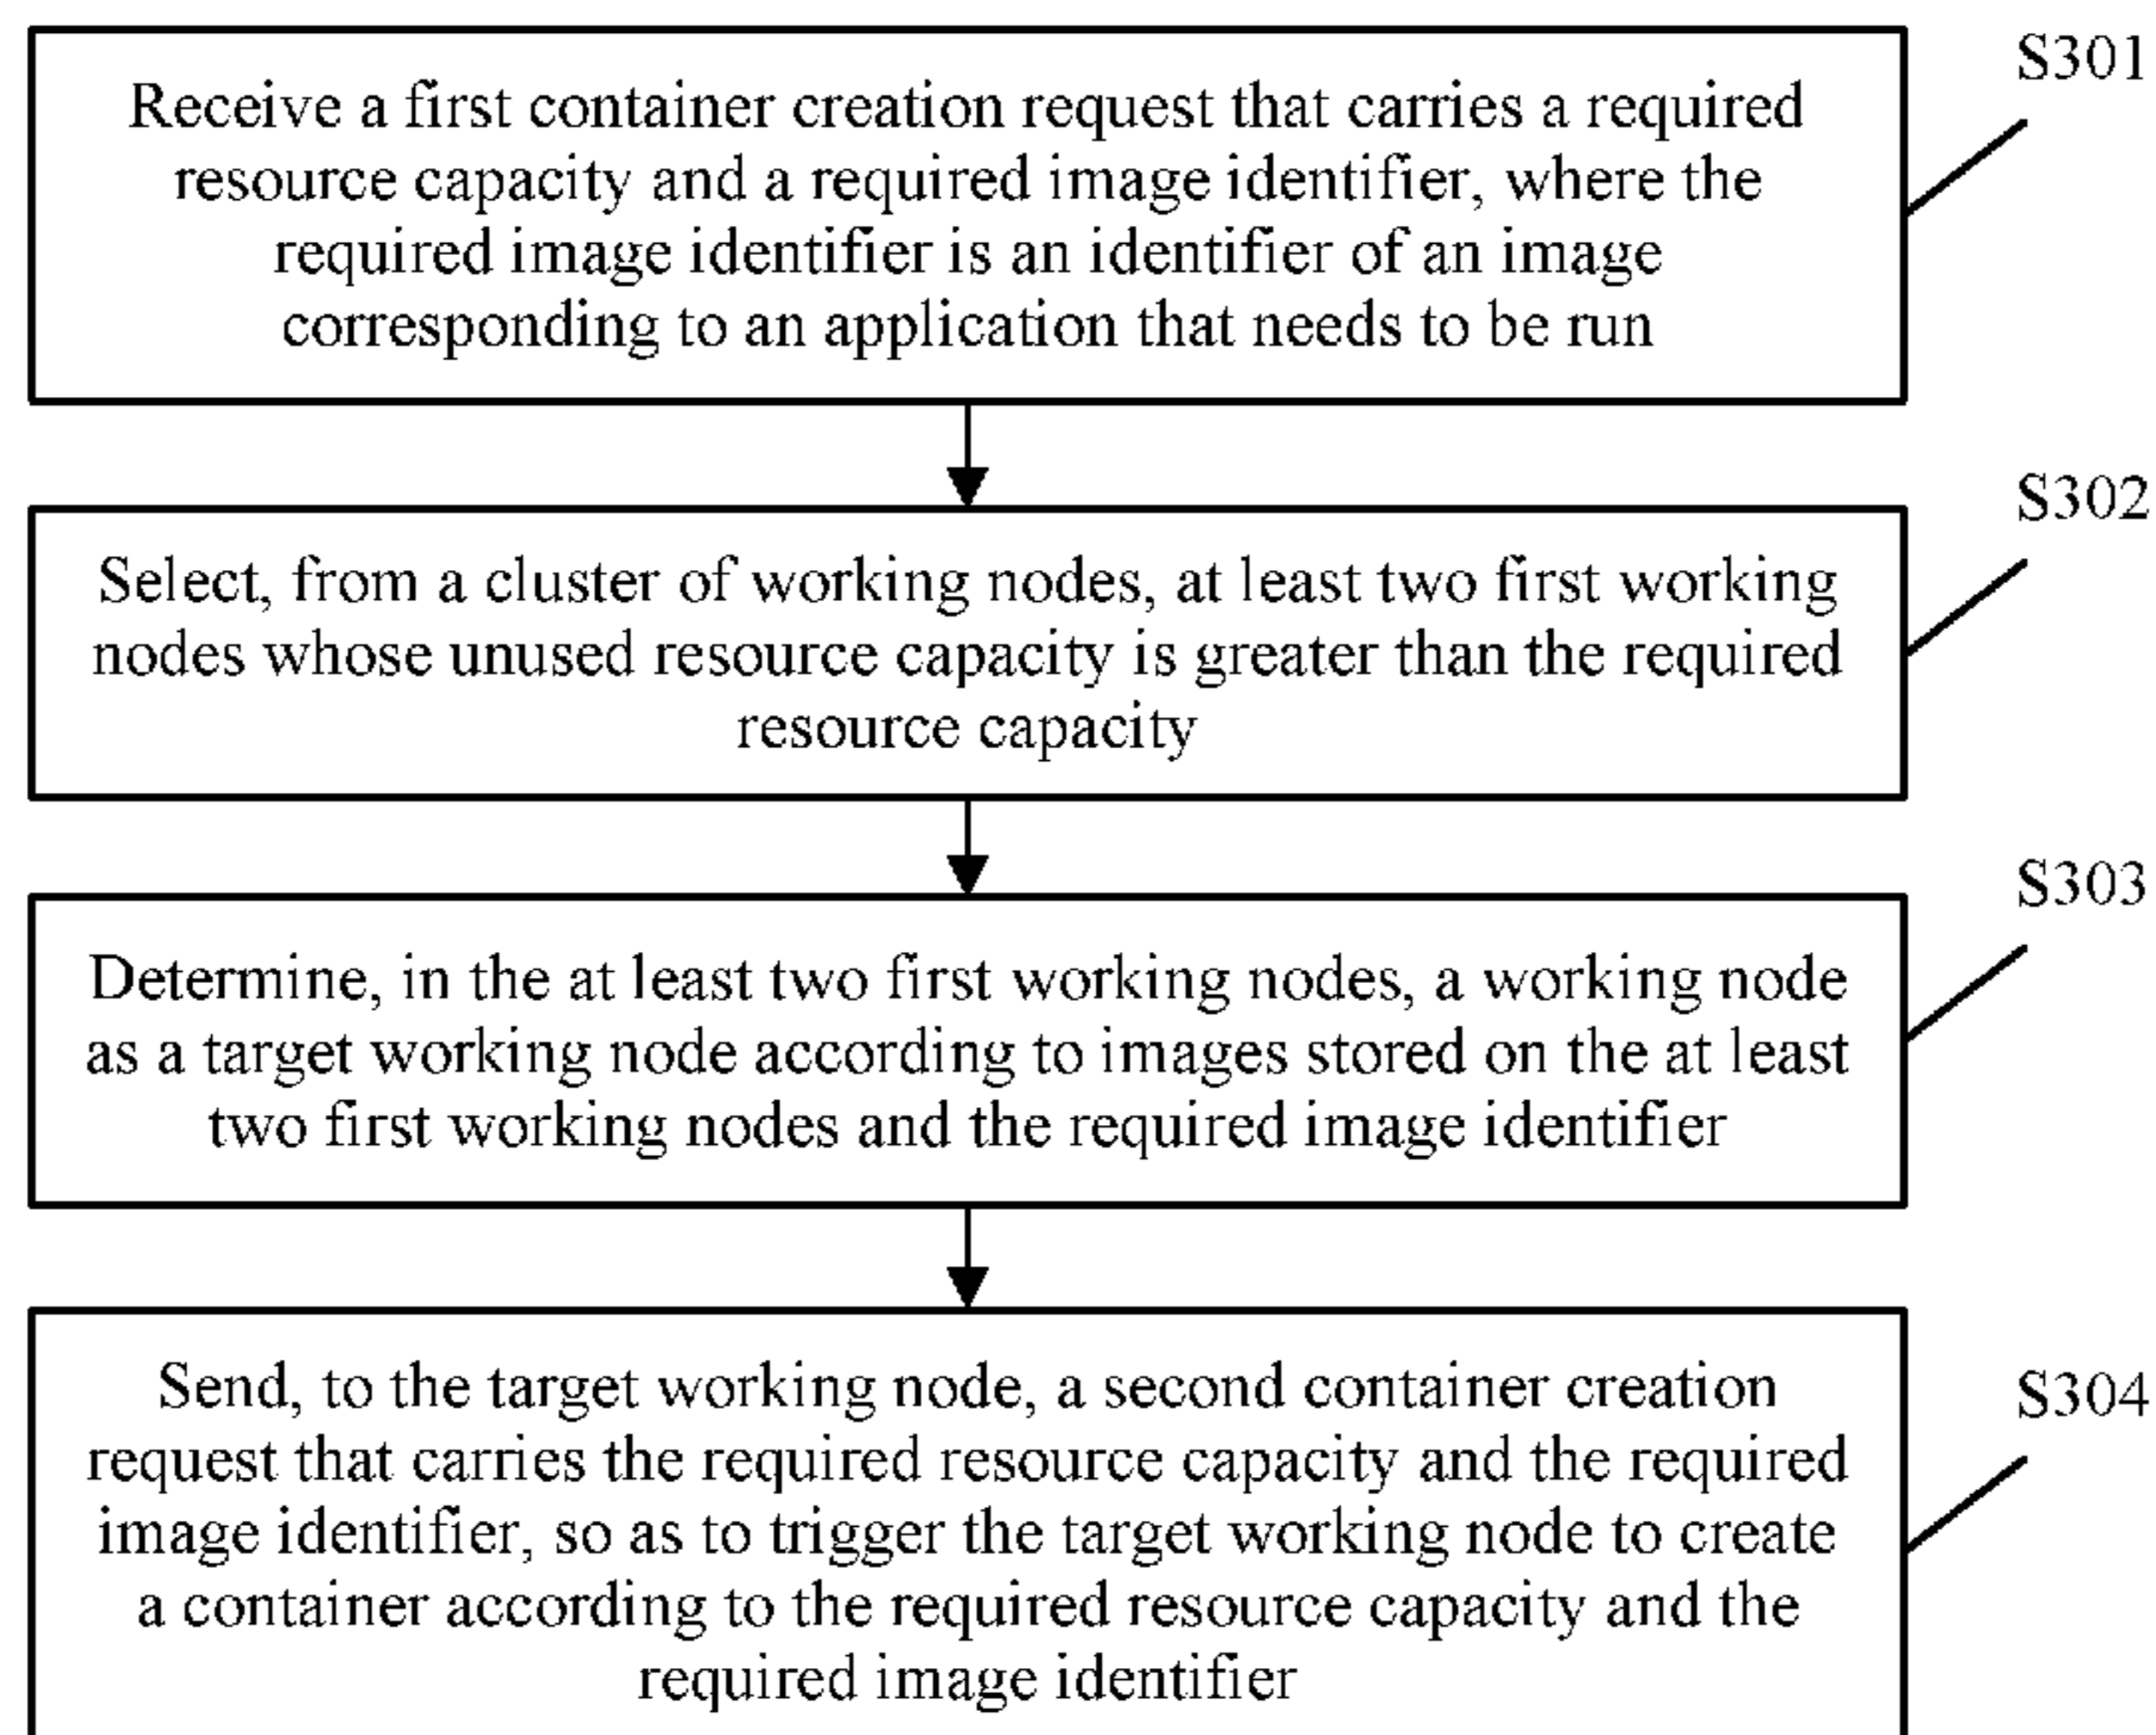 S301
Receive a first container creation request that carries a required
resource capacity and a required image identifier, where the
required image identifier is an identifier of an image
corresponding to an application that needs to be run
S302
Select, from a cluster of working nodes, at least two first working
nodes whose unused resource capacity is greater than the required
resource capacity
S303
Determine, in the at least two first working nodes, a working node
as a target working node according to images stored on the at least
two first working nodes and the required image identifier
S304
Send, to the target working node, a second container creation
request that carries the required resource capacity and the required
image identifier, so as to trigger the target working node to create
a container according to the required resource capacity and the
required image identifier